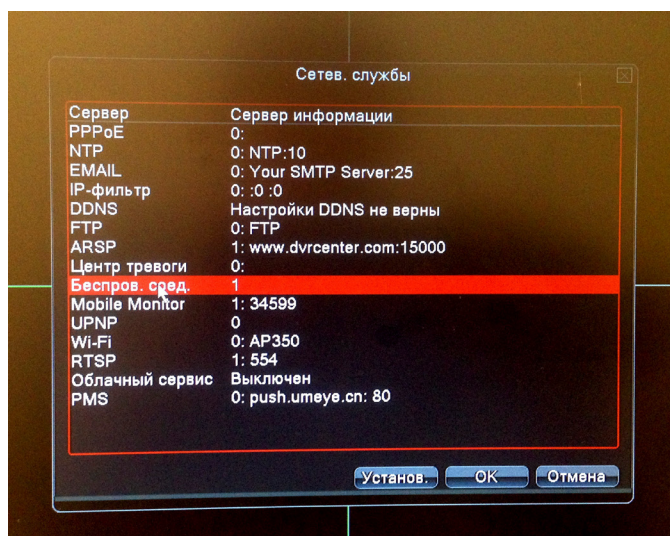 Сетев. службы
Сервер Сервер информации
PPPoE 0:
NTP 0: NTP:10
EMAIL 0: Your SMTP Server:25
IP-фильтр 0: :0 :0
DDNS Настройки DDNS не верны
FTP 0: FTP
ARSP 1: www.dvrcenter.com:15000
Центр тревоги 0:
Беспров. соед. 1
Mobile Monitor 1: 34599
UPNP 0
Wi-Fi 0: AP350
RTSP 1: 554
Облачный сервис Выключен
PMS 0: push.umeye.cn: 80
Установ. OK Отмена